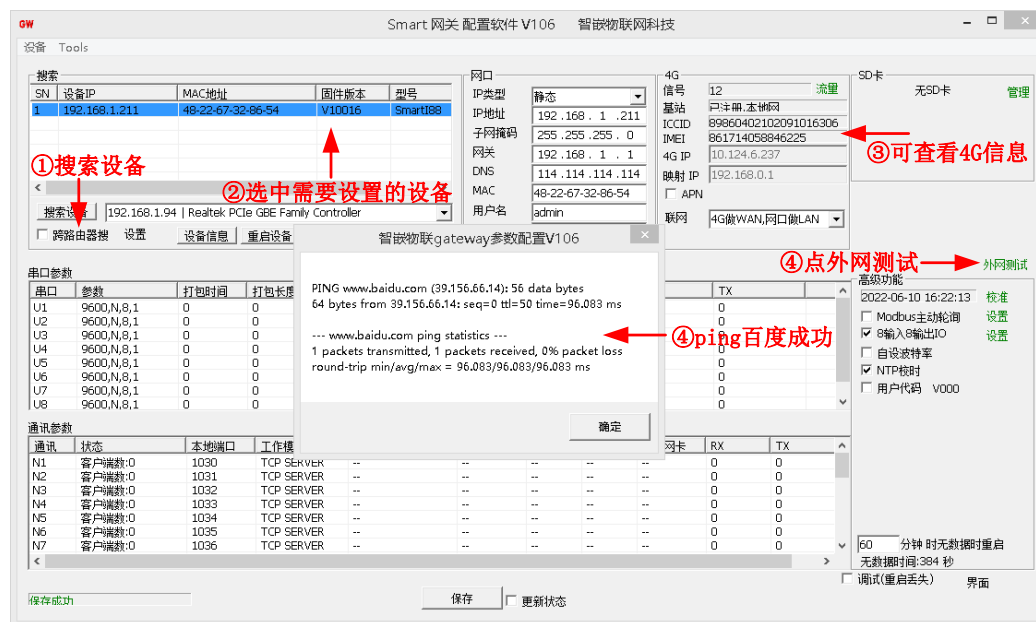 GW Smart 网关 配置软件 V106 智嵌物联网科技
设备 Tools
搜索
SN 设备IP MAC地址 固件版本 型号
1 192.168.1.211 48-22-67-32-86-54 V10016 SmartI88
①搜索设备
②选中需要设置的设备
搜索设备 192.168.1.94 | Realtek PCIe GBE Family Controller
跨路由器搜 设置 设备信息 重启设备
网口
IP类型 静态
IP地址 192 .168 . 1 .211
子网掩码 255 .255 .255 . 0
网关 192 .168 . 1 . 1
DNS 114 .114 .114 .114
MAC 48-22-67-32-86-54
用户名 admin
4G
信号 12 流量
基站 已注册.本地网
ICCID 89860402102091016306
IMEI 861714058846225
4G IP 10.124.6.237
映射 IP 192.168.0.1
APN
联网 4G做WAN,网口做LAN
SD卡
无SD卡 管理
③可查看4G信息
④点外网测试
外网测试
智嵌物联gateway参数配置V106
PING www.baidu.com (39.156.66.14): 56 data bytes
64 bytes from 39.156.66.14: seq=0 ttl=50 time=96.083 ms
--- www.baidu.com ping statistics ---
1 packets transmitted, 1 packets received, 0% packet loss
round-trip min/avg/max = 96.083/96.083/96.083 ms
确定
④ping百度成功
串口参数
串口 参数 打包时间 打包长度 TX
U1 9600,N,8,1 0 0 0
U2 9600,N,8,1 0 0 0
U3 9600,N,8,1 0 0 0
U4 9600,N,8,1 0 0 0
U5 9600,N,8,1 0 0 0
U6 9600,N,8,1 0 0 0
U7 9600,N,8,1 0 0 0
U8 9600,N,8,1 0 0 0
高级功能
2022-06-10 16:22:13 校准
Modbus主动轮询 设置
8输入8输出IO 设置
自设波特率
NTP校时
用户代码 V000
通讯参数
通讯 状态 本地端口 工作模 网卡 RX TX
N1 客户端数:0 1030 TCP SERVER -- -- -- -- -- 0 0
N2 客户端数:0 1031 TCP SERVER -- -- -- -- -- 0 0
N3 客户端数:0 1032 TCP SERVER -- -- -- -- -- 0 0
N4 客户端数:0 1033 TCP SERVER -- -- -- -- -- 0 0
N5 客户端数:0 1034 TCP SERVER -- -- -- -- -- 0 0
N6 客户端数:0 1035 TCP SERVER -- -- -- -- -- 0 0
N7 客户端数:0 1036 TCP SERVER -- -- -- -- -- 0 0
60 分钟 时无数据时重启
无数据时间:384 秒
调试(重启丢失) 界面
保存成功 保存 更新状态